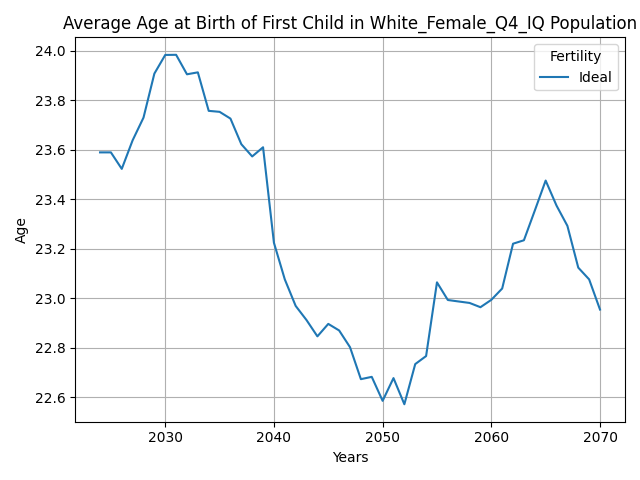 Average Age at Birth of First Child in White_Female_Q4_IQ Population
Fertility
Ideal
24.0
23.8
23.6
23.4
23.2
23.0
22.8
22.6
Age
2030
2040
2050
2060
2070
Years